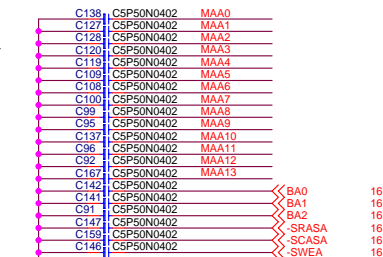 C138 C5P50N0402 MAA0
C127 C5P50N0402 MAA1
C128 C5P50N0402 MAA2
C120 C5P50N0402 MAA3
C119 C5P50N0402 MAA4
C109 C5P50N0402 MAA5
C108 C5P50N0402 MAA6
C100 C5P50N0402 MAA7
C99 C5P50N0402 MAA8
C95 C5P50N0402 MAA9
C137 C5P50N0402 MAA10
C96 C5P50N0402 MAA11
C92 C5P50N0402 MAA12
C167 C5P50N0402 MAA13
C142 C5P50N0402 BA0 16
C141 C5P50N0402 BA1 16
C91 C5P50N0402 BA2 16
C147 C5P50N0402 -SRASA 16
C159 C5P50N0402 -SCASA 16
C146 C5P50N0402 -SWEA 16